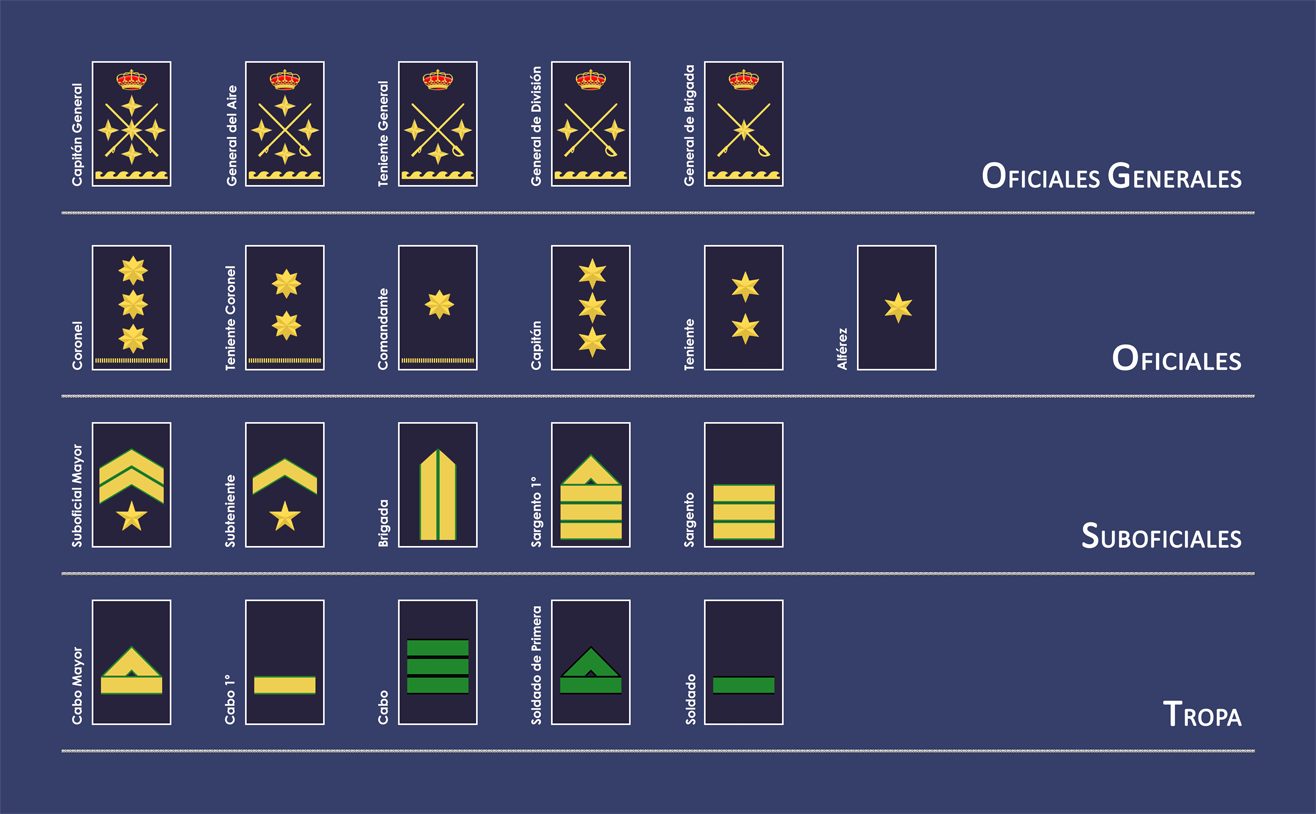 Capitán General
General del Aire
Teniente General
General de División
General de Brigada
OFICIALES GENERALES
Coronel
Teniente Coronel
Comandante
Capitán
Teniente
Alférez
OFICIALES
Suboficial Mayor
Subteniente
Brigada
Sargento 1°
Sargento
SUBOFICIALES
Cabo Mayor
Cabo 1°
Cabo
Soldado de Primera
Soldado
TROPA